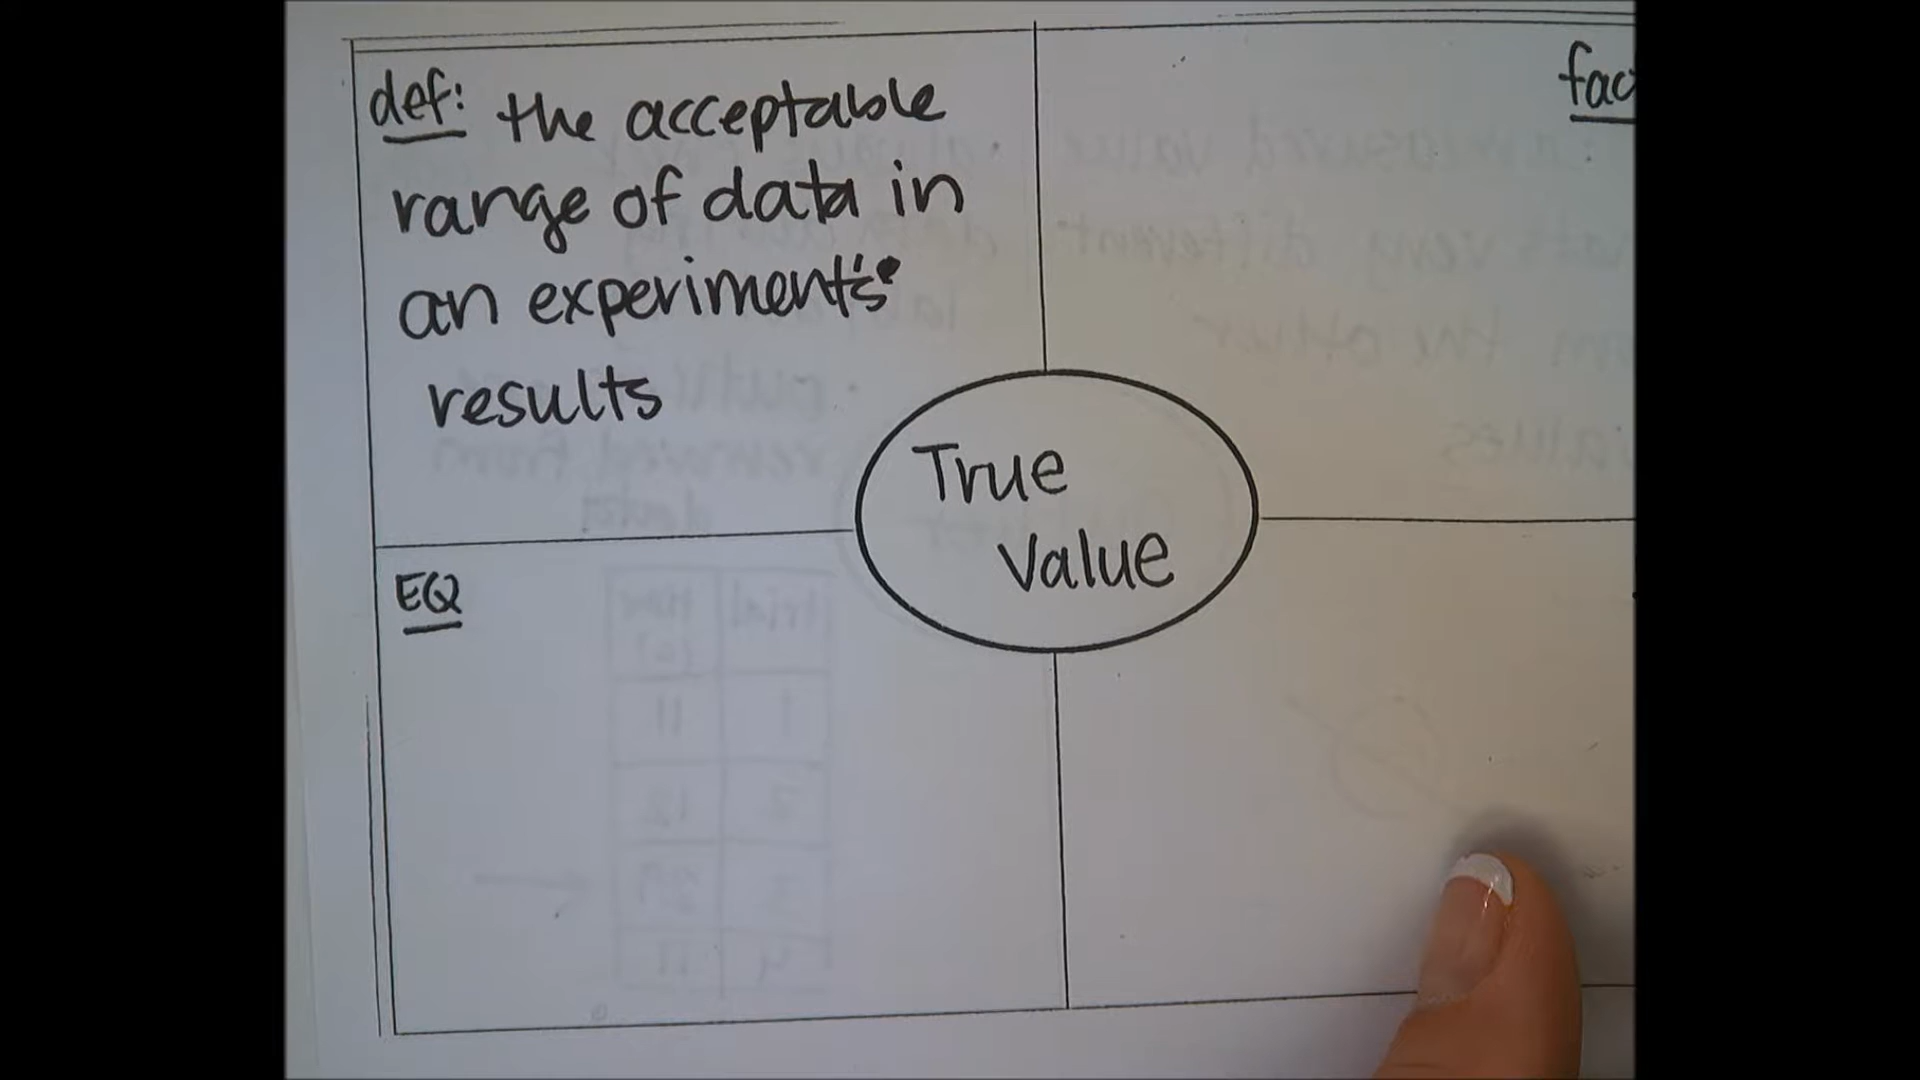 def: the acceptable
range of data in
an experiment's
results
fac
True
Value
EQ